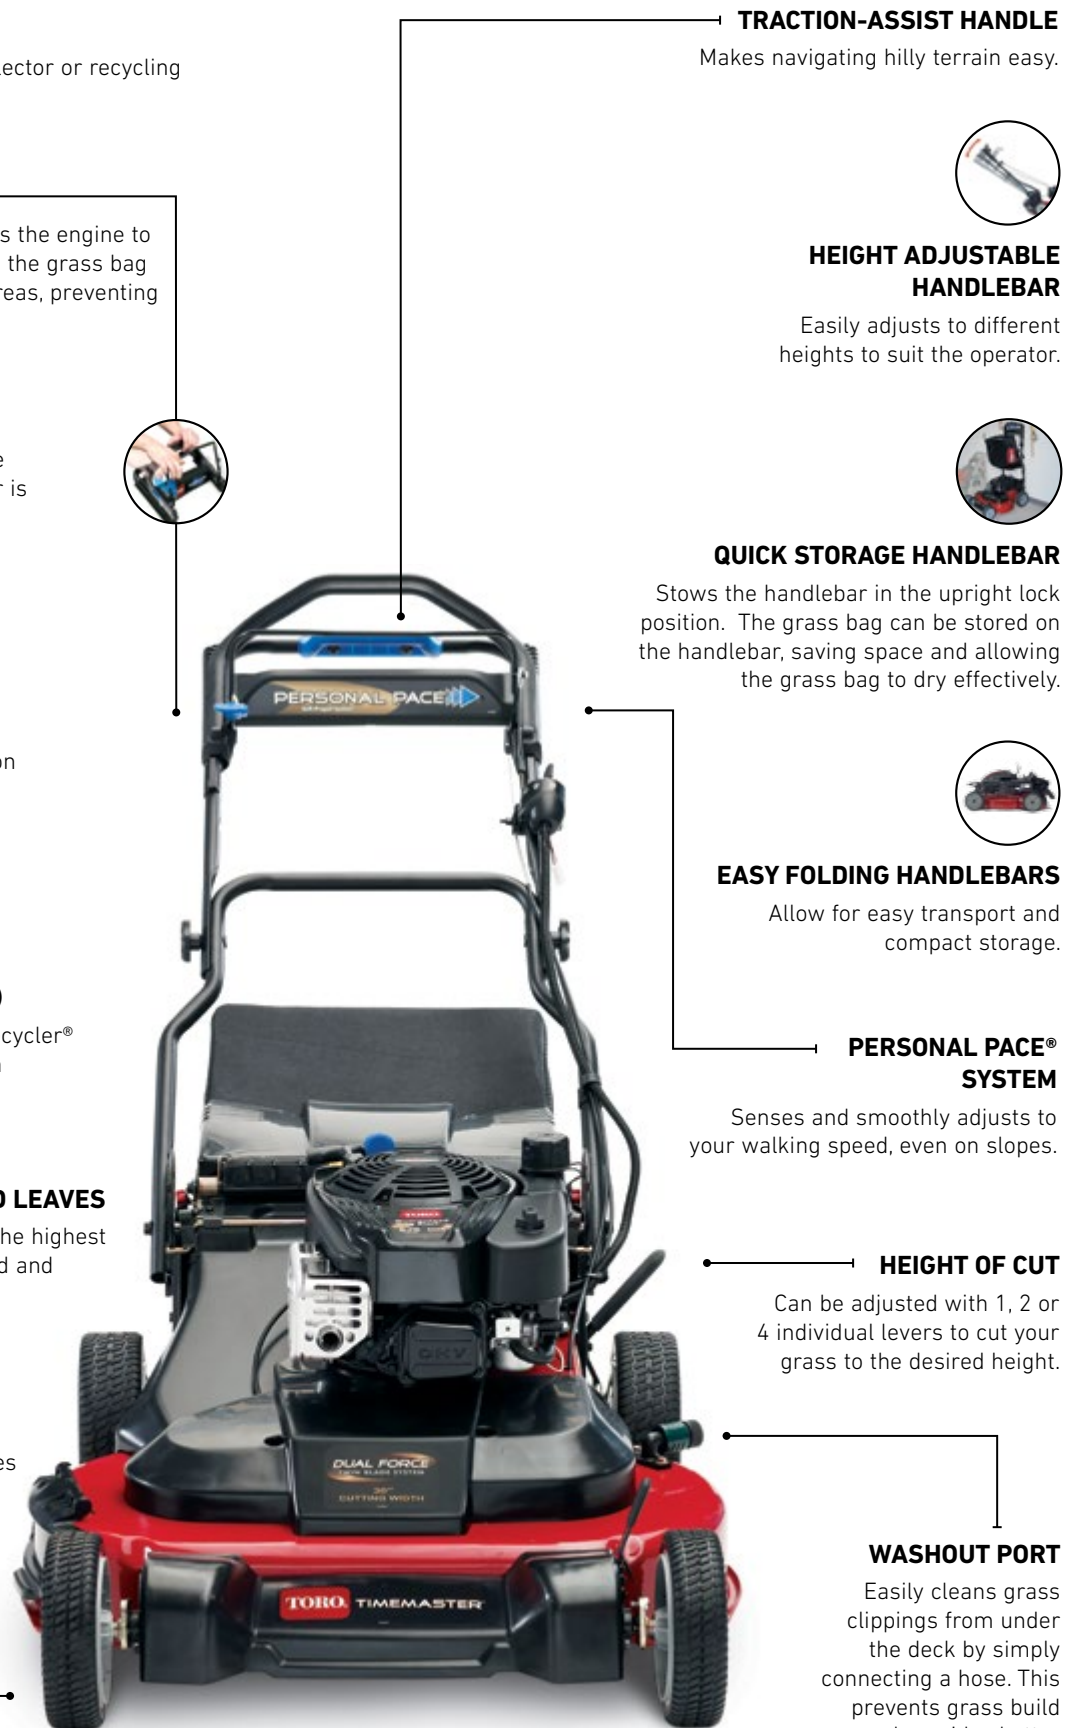 TRACTION-ASSIST HANDLE
Makes navigating hilly terrain easy.
ector or recycling
s the engine to
the grass bag
reas, preventing
HEIGHT ADJUSTABLE
HANDLEBAR
Easily adjusts to different
heights to suit the operator.
e
r is
QUICK STORAGE HANDLEBAR
Stows the handlebar in the upright lock
position. The grass bag can be stored on
the handlebar, saving space and allowing
the grass bag to dry effectively.
PERSONAL PACE
on
EASY FOLDING HANDLEBARS
Allow for easy transport and
compact storage.
)
cycler®
PERSONAL PACE®
SYSTEM
Senses and smoothly adjusts to
your walking speed, even on slopes.
LEAVES
he highest
d and
TORO
HEIGHT OF CUT
Can be adjusted with 1, 2 or
4 individual levers to cut your
grass to the desired height.
OHV
es
DUAL FORCE
TWIN BLADE SYSTEM
30"
CUTTING WIDTH
TORO TIMEMASTER
WASHOUT PORT
Easily cleans grass
clippings from under
the deck by simply
connecting a hose. This
prevents grass build